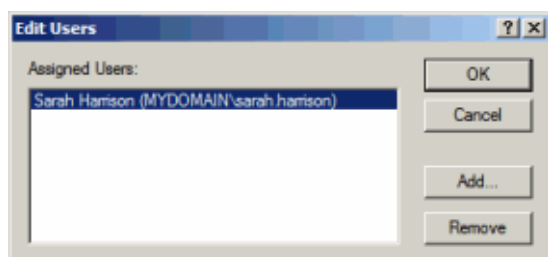 Edit Users
Assigned Users:
Sarah Harrison (MYDOMAIN\sarah.harrison)
OK
Cancel
Add...
Remove